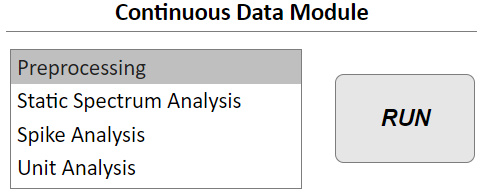 Continuous Data Module
Preprocessing
Static Spectrum Analysis
Spike Analysis
Unit Analysis
RUN